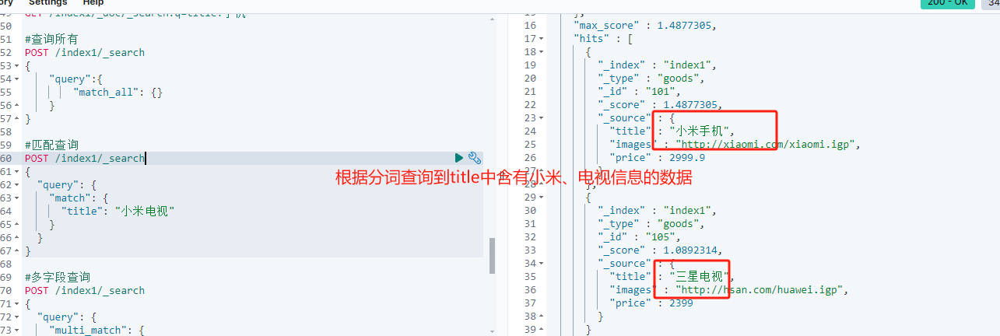 Settings Help
200 - OK
49 GET /index1/_doc/_search?q=title:手机
50
51 #查询所有
52 POST /index1/_search
53 {
54 "query":{
55 "match_all": {}
56 }
57 }
58
59 #匹配查询
60 POST /index1/_search
61 {
62 "query": {
63 "match": {
64 "title": "小米电视"
65 }
66 }
67 }
68
69 #多字段查询
70 POST /index1/_search
71 {
72 "query": {
73 "multi_match": {
},
16 "max_score" : 1.4877305,
17 "hits" : [
18 {
19 "_index" : "index1",
20 "_type" : "goods",
21 "_id" : "101",
22 "_score" : 1.4877305,
23 "_source" : {
24 "title" : "小米手机",
25 "images" : "http://xiaomi.com/xiaomi.igp",
26 "price" : 2999.9
27 }
28 },
29 {
30 "_index" : "index1",
31 "_type" : "goods",
32 "_id" : "105",
33 "_score" : 1.0892314,
34 "_source" : {
35 "title" : "三星电视",
36 "images" : "http://hsan.com/huawei.igp",
37 "price" : 2399
38 }
39 }
根据分词查询到title中含有小米、电视信息的数据